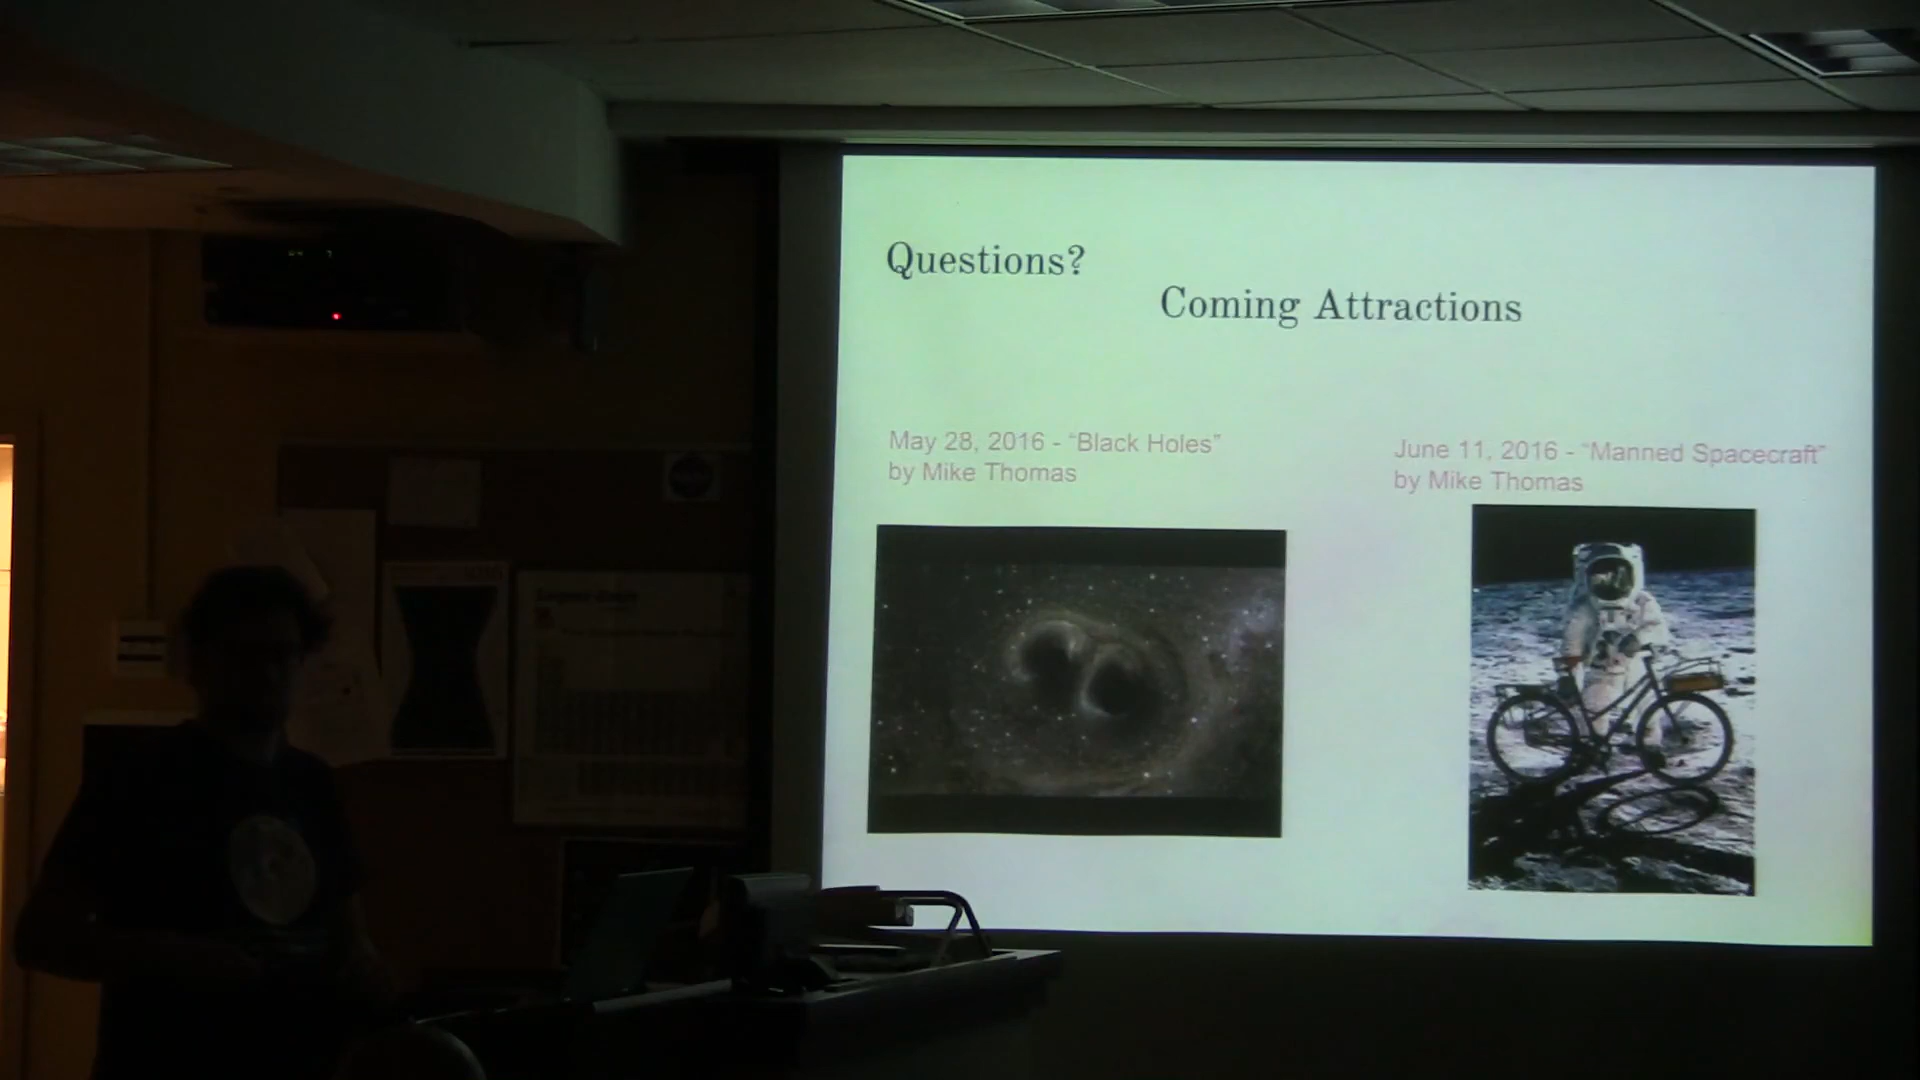 Questions?
Coming Attractions
May 28, 2016 - “Black Holes”
by Mike Thomas
June 11, 2016 - “Manned Spacecraft”
by Mike Thomas